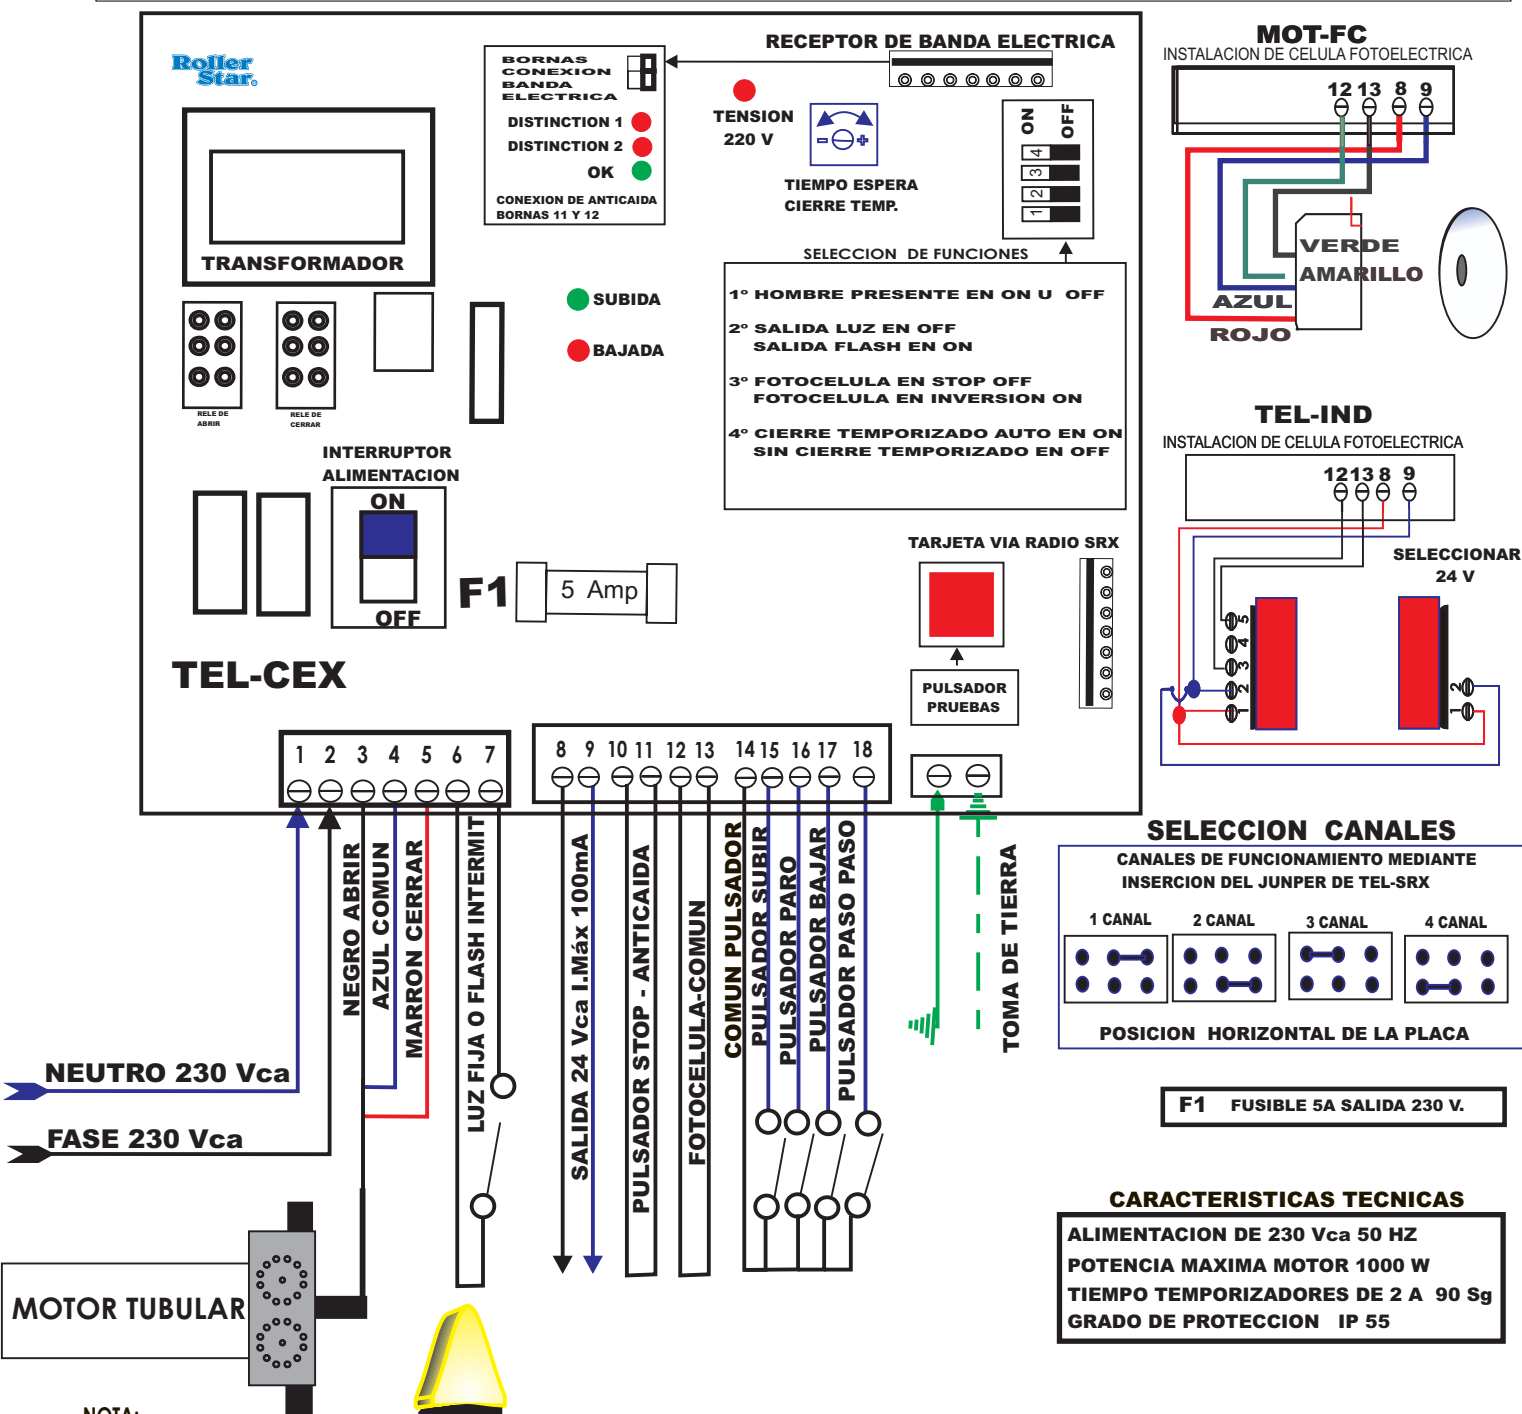 Roller
Star®
BORNAS
CONEXION
BANDA
ELECTRICA
DISTINCTION 1
DISTINCTION 2
OK
CONEXION DE ANTICAIDA
BORNAS 11 Y 12
RECEPTOR DE BANDA ELECTRICA
TENSION
220 V
- +
TIEMPO ESPERA
CIERRE TEMP.
ON OFF
4
3
2
1
TRANSFORMADOR
SUBIDA
BAJADA
RELE DE
ABRIR
RELE DE
CERRAR
SELECCION DE FUNCIONES
1º HOMBRE PRESENTE EN ON U OFF
2º SALIDA LUZ EN OFF
SALIDA FLASH EN ON
3º FOTOCELULA EN STOP OFF
FOTOCELULA EN INVERSION ON
4º CIERRE TEMPORIZADO AUTO EN ON
SIN CIERRE TEMPORIZADO EN OFF
INTERRUPTOR
ALIMENTACION
ON
OFF
F1
5 Amp
TARJETA VIA RADIO SRX
PULSADOR
PRUEBAS
TEL-CEX
1 2 3 4 5 6 7
8 9 10 11 12 13 14 15 16 17 18
NEGRO ABRIR
AZUL COMUN
MARRON CERRAR
LUZ FIJA O FLASH INTERMIT
SALIDA 24 Vca I.Máx 100mA
PULSADOR STOP - ANTICAIDA
FOTOCELULA-COMUN
COMUN PULSADOR
PULSADOR SUBIR
PULSADOR PARO
PULSADOR BAJAR
PULSADOR PASO PASO
TOMA DE TIERRA
NEUTRO 230 Vca
FASE 230 Vca
MOTOR TUBULAR
NOTA:
MOT-FC
INSTALACION DE CELULA FOTOELECTRICA
12 13 8 9
VERDE
AMARILLO
AZUL
ROJO
TEL-IND
INSTALACION DE CELULA FOTOELECTRICA
12 13 8 9
SELECCIONAR
24 V
5
4
3
2
1
2
1
SELECCION CANALES
CANALES DE FUNCIONAMIENTO MEDIANTE
INSERCION DEL JUNPER DE TEL-SRX
1 CANAL 2 CANAL 3 CANAL 4 CANAL
POSICION HORIZONTAL DE LA PLACA
F1 FUSIBLE 5A SALIDA 230 V.
CARACTERISTICAS TECNICAS
ALIMENTACION DE 230 Vca 50 HZ
POTENCIA MAXIMA MOTOR 1000 W
TIEMPO TEMPORIZADORES DE 2 A 90 Sg
GRADO DE PROTECCION IP 55